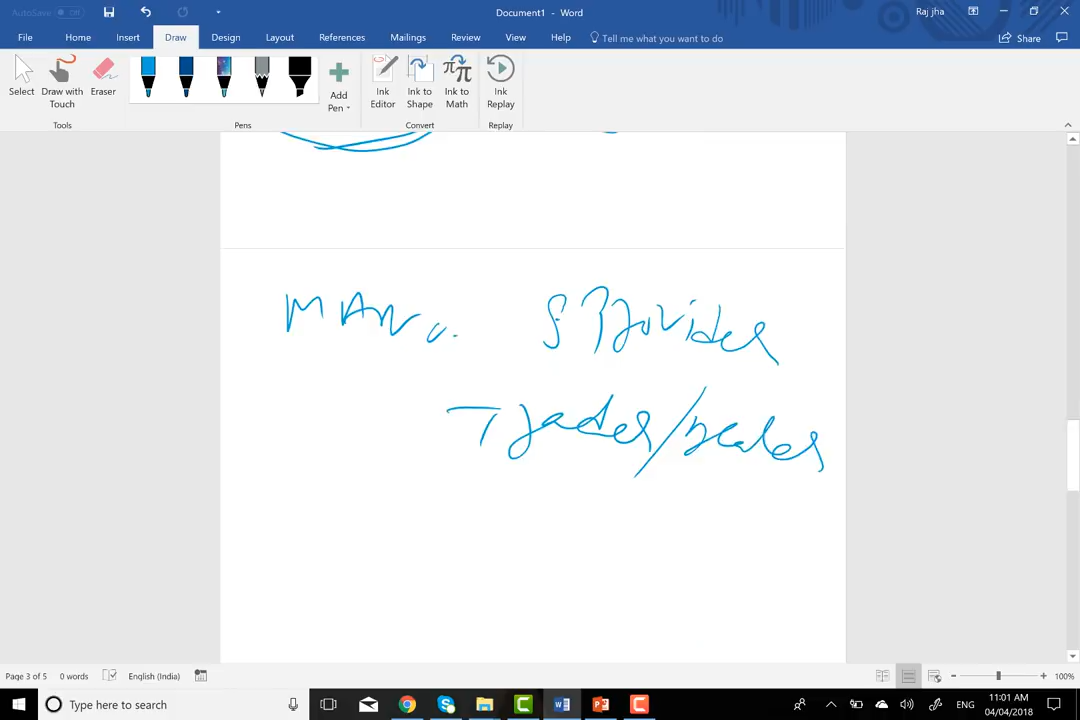 AutoSave Off Document1 - Word Raj jha
File Home Insert Draw Design Layout References Mailings Review View Help Tell me what you want to do Share
Select Draw with Touch Eraser Add Pen Ink Editor Ink to Shape Ink to Math Ink Replay
Tools Pens Convert Replay
MAN S Provider
Trader/Dealer
Page 3 of 5 0 words English (India) 100%
Type here to search ENG 11:01 AM
04/04/2018